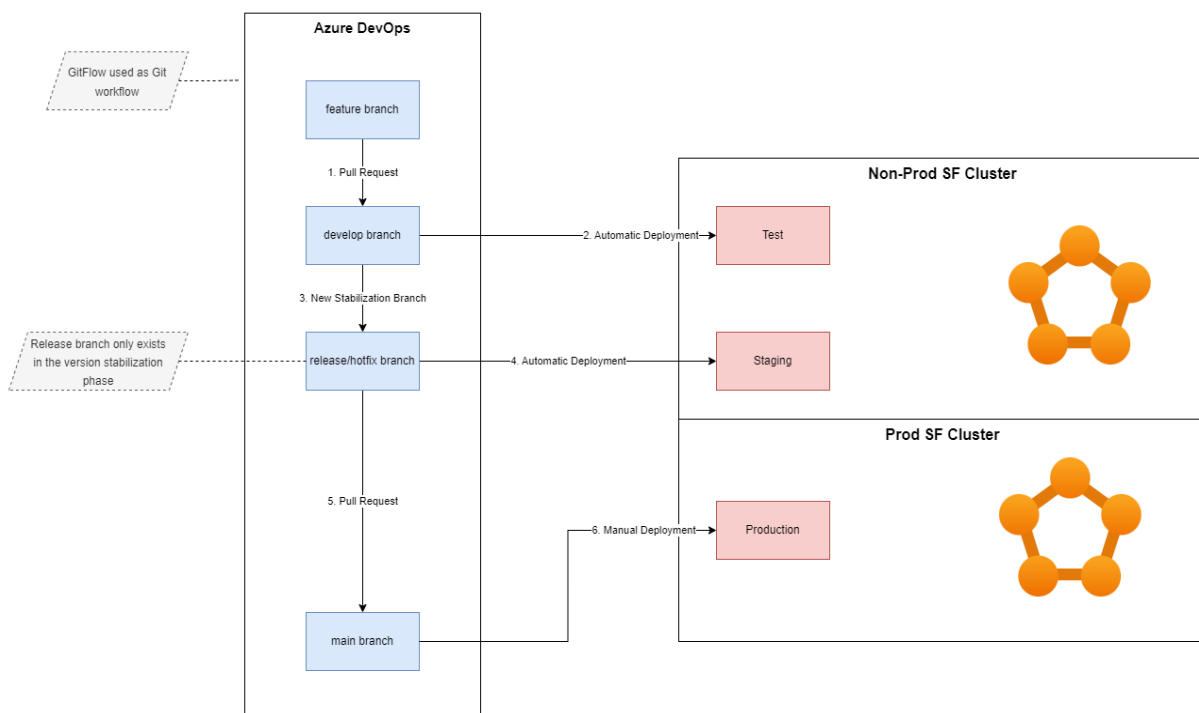 Azure DevOps
GitFlow used as Git
workflow
feature branch
1. Pull Request
Non-Prod SF Cluster
develop branch
2. Automatic Deployment
Test
3. New Stabilization Branch
Release branch only exists
in the version stabilization
phase
release/hotfix branch
4. Automatic Deployment
Staging
Prod SF Cluster
5. Pull Request
6. Manual Deployment
Production
main branch